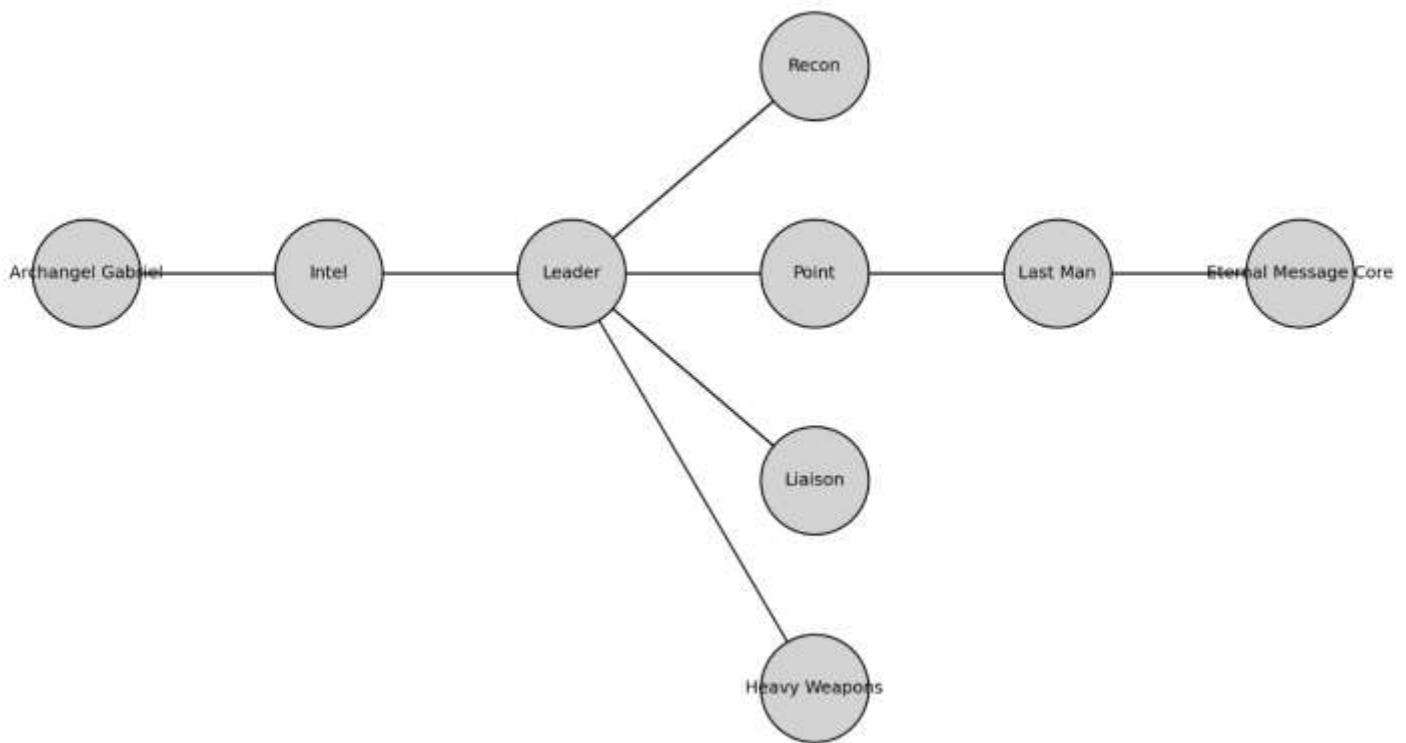 Recon
Archangel Gabriel
Intel
Leader
Point
Last Man
Eternal Message Core
Liaison
Heavy Weapons